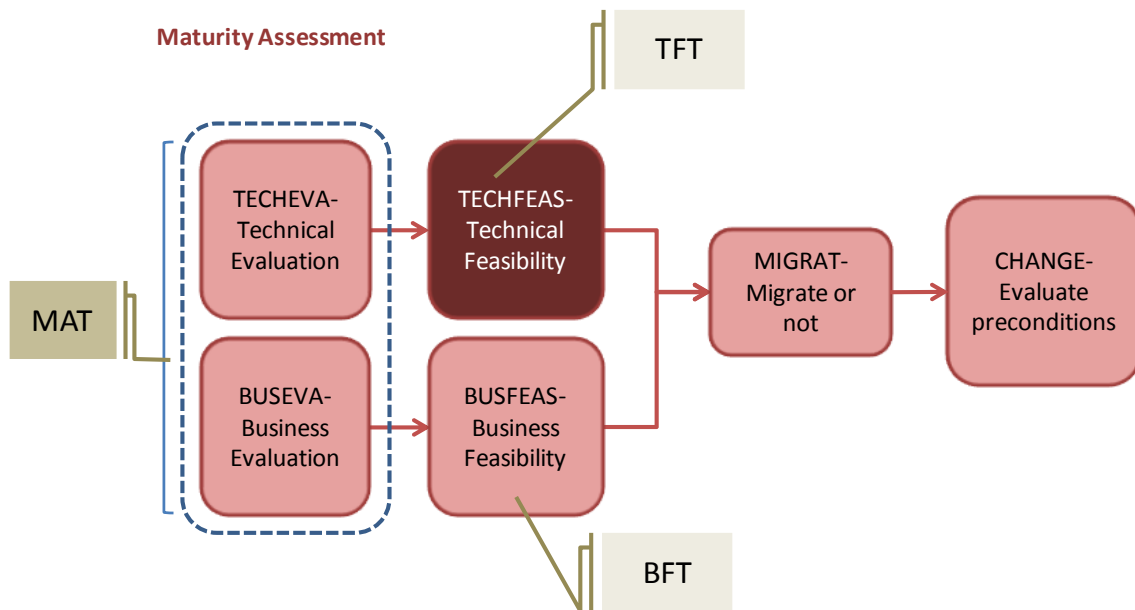 Maturity Assessment
TFT
TECHEVA-
Technical
Evaluation
TECHFEAS-
Technical
Feasibility
MIGRAT-
Migrate or
not
CHANGE-
Evaluate
preconditions
MAT
BUSEVA-
Business
Evaluation
BUSFEAS-
Business
Feasibility
BFT